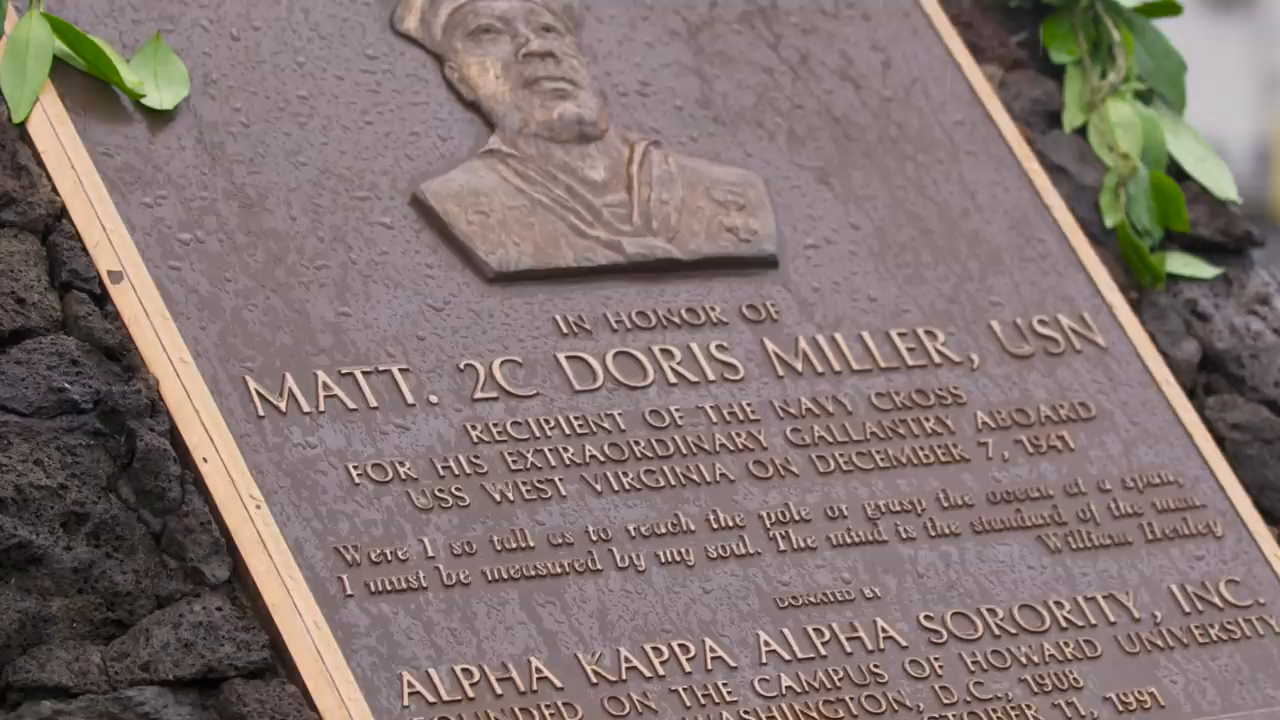 IN HONOR OF
MATT. 2C DORIS MILLER, USN
RECIPIENT OF THE NAVY CROSS
FOR HIS EXTRAORDINARY GALLANTRY ABOARD
USS WEST VIRGINIA ON DECEMBER 7, 1941
Were I so tall as to reach the pole or grasp the ocean at a span,
I must be measured by my soul. The mind is the standard of the man.
William Henley
DONATED BY
ALPHA KAPPA ALPHA SORORITY, INC.
FOUNDED ON THE CAMPUS OF HOWARD UNIVERSITY
WASHINGTON, D.C., 1908
11, 1991